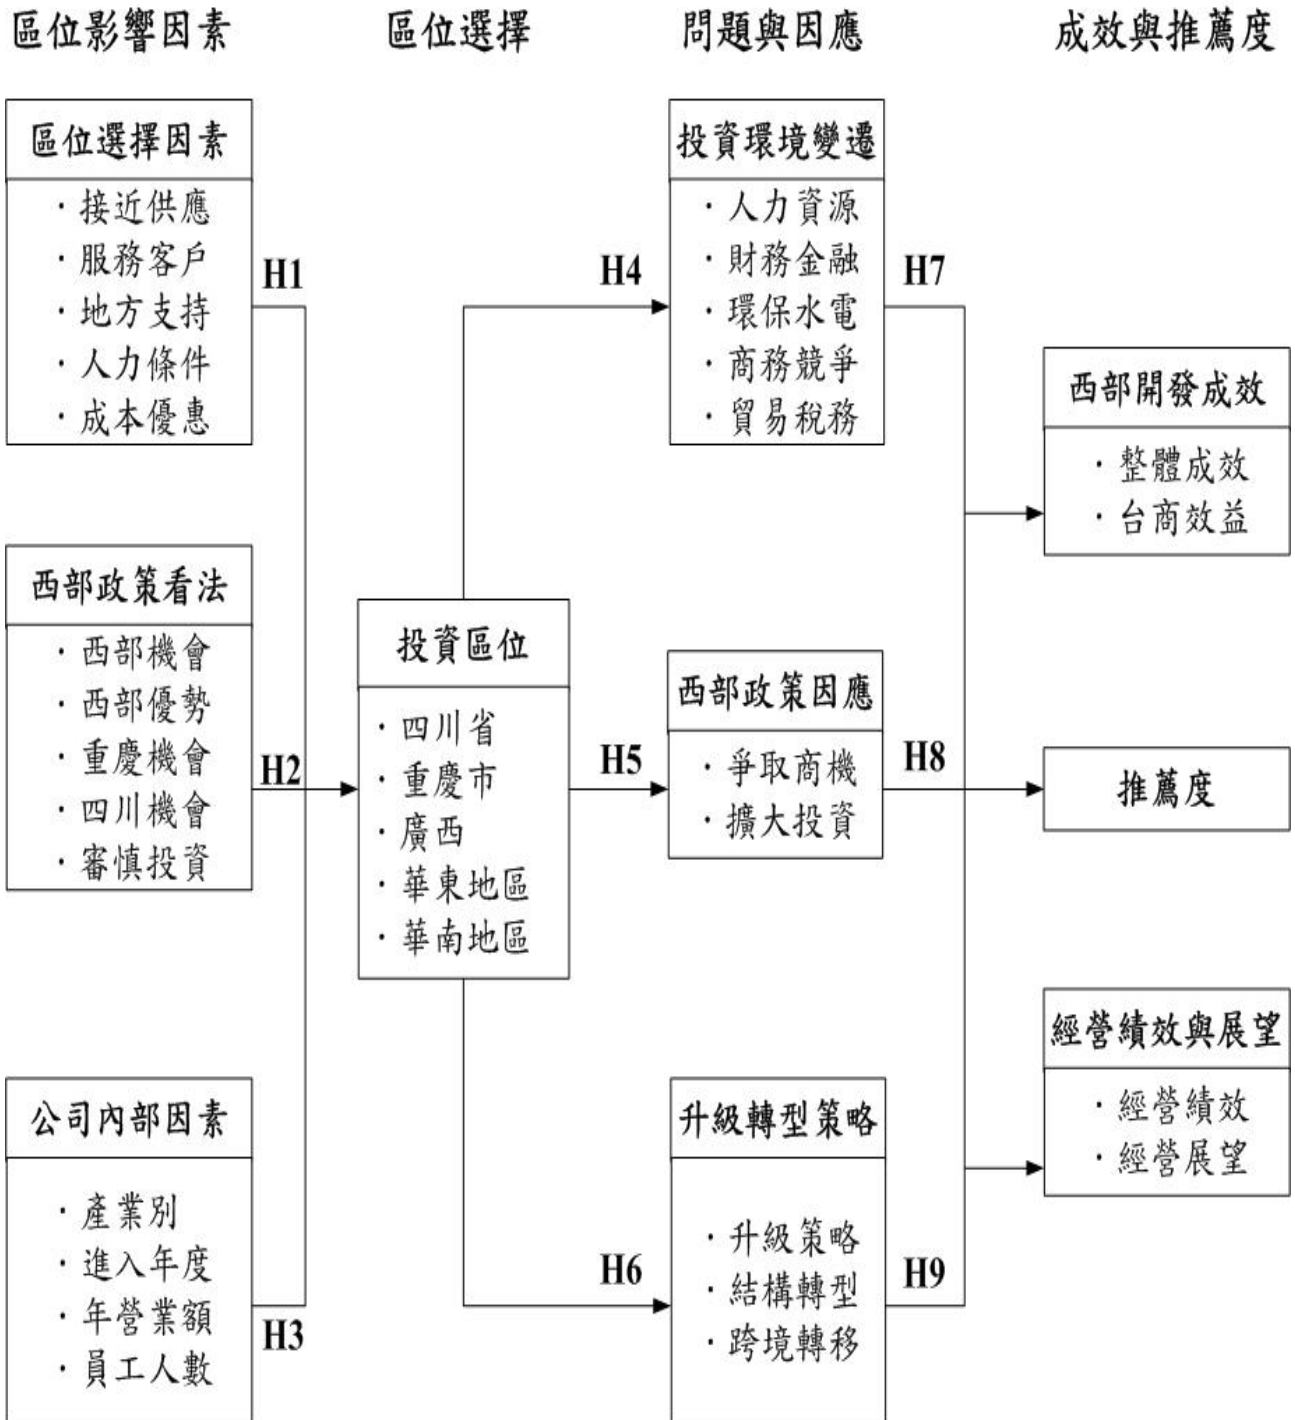 區位影響因素
區位選擇
問題與因應
成效與推薦度
區位選擇因素
・接近供應
・服務客戶
・地方支持
・人力條件
・成本優惠
H1
西部政策看法
・西部機會
・西部優勢
・重慶機會
・四川機會
・審慎投資
H2
公司內部因素
・產業別
・進入年度
・年營業額
・員工人數
H3
投資區位
・四川省
・重慶市
・廣西
・華東地區
・華南地區
H4
H5
H6
投資環境變遷
・人力資源
・財務金融
・環保水電
・商務競爭
・貿易稅務
H7
西部政策因應
・爭取商機
・擴大投資
H8
升級轉型策略
・升級策略
・結構轉型
・跨境轉移
H9
西部開發成效
・整體成效
・台商效益
推薦度
經營績效與展望
・經營績效
・經營展望